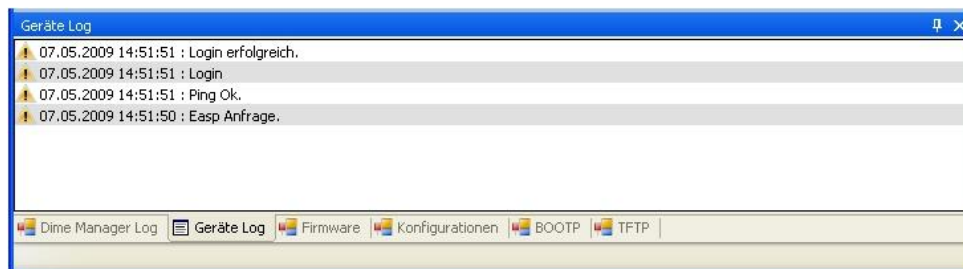 Geräte Log
07.05.2009 14:51:51 : Login erfolgreich.
07.05.2009 14:51:51 : Login
07.05.2009 14:51:51 : Ping Ok.
07.05.2009 14:51:50 : Easp Anfrage.
Dime Manager Log Geräte Log Firmware Konfigurationen BOOTP TFTP